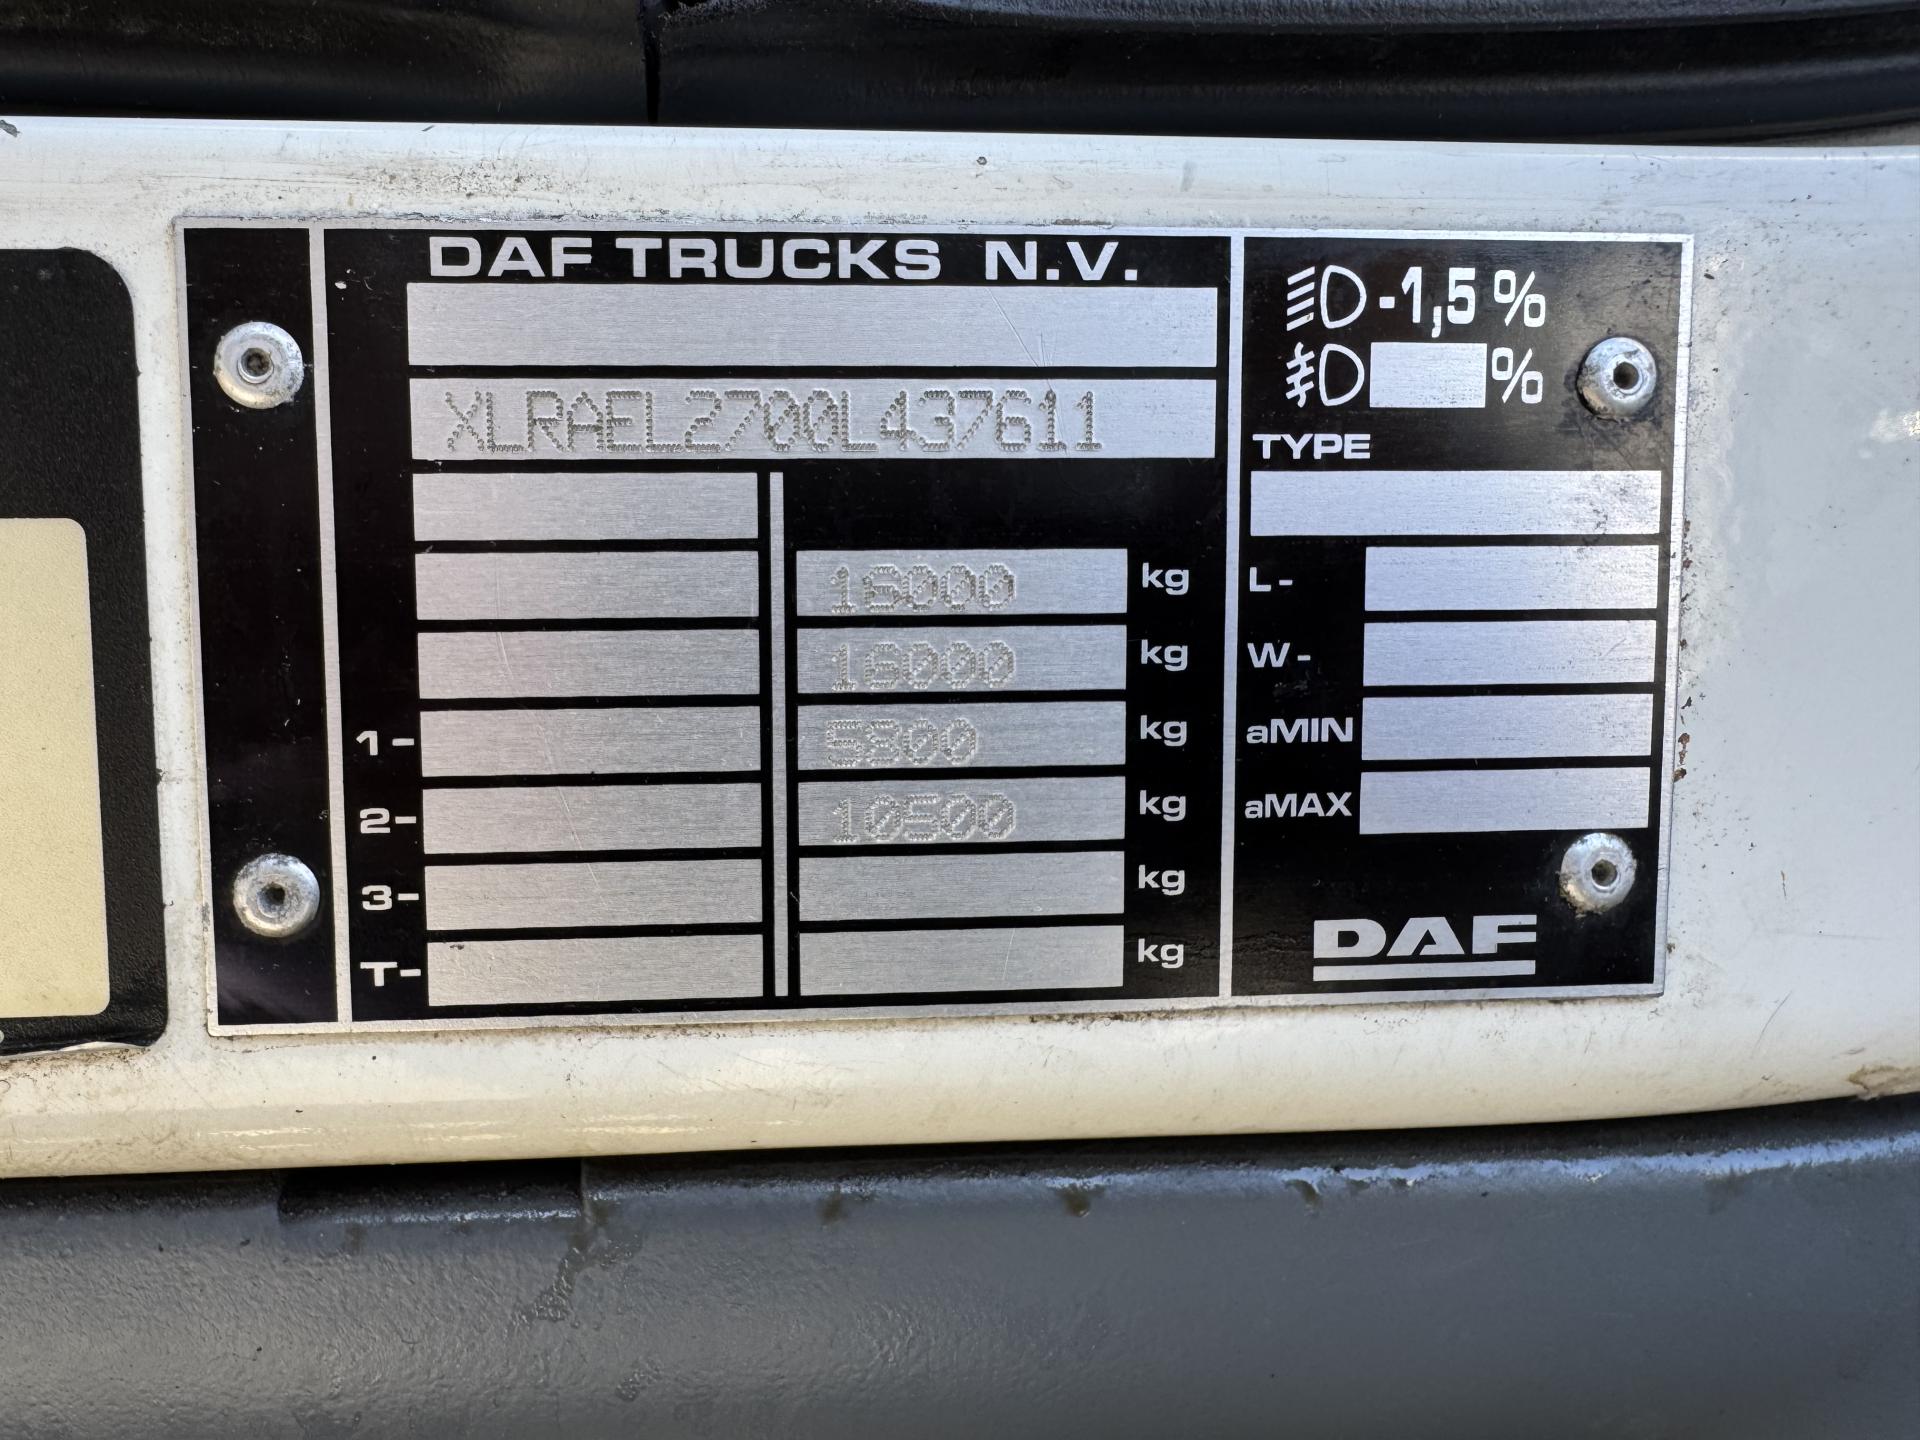 DAF TRUCKS N.V.
XLRAEL2700L437611
16000 kg
16000 kg
1- 5800 kg
2- 10500 kg
3- kg
T- kg
-1,5 %
%
TYPE
L-
W-
aMIN
aMAX
DAF